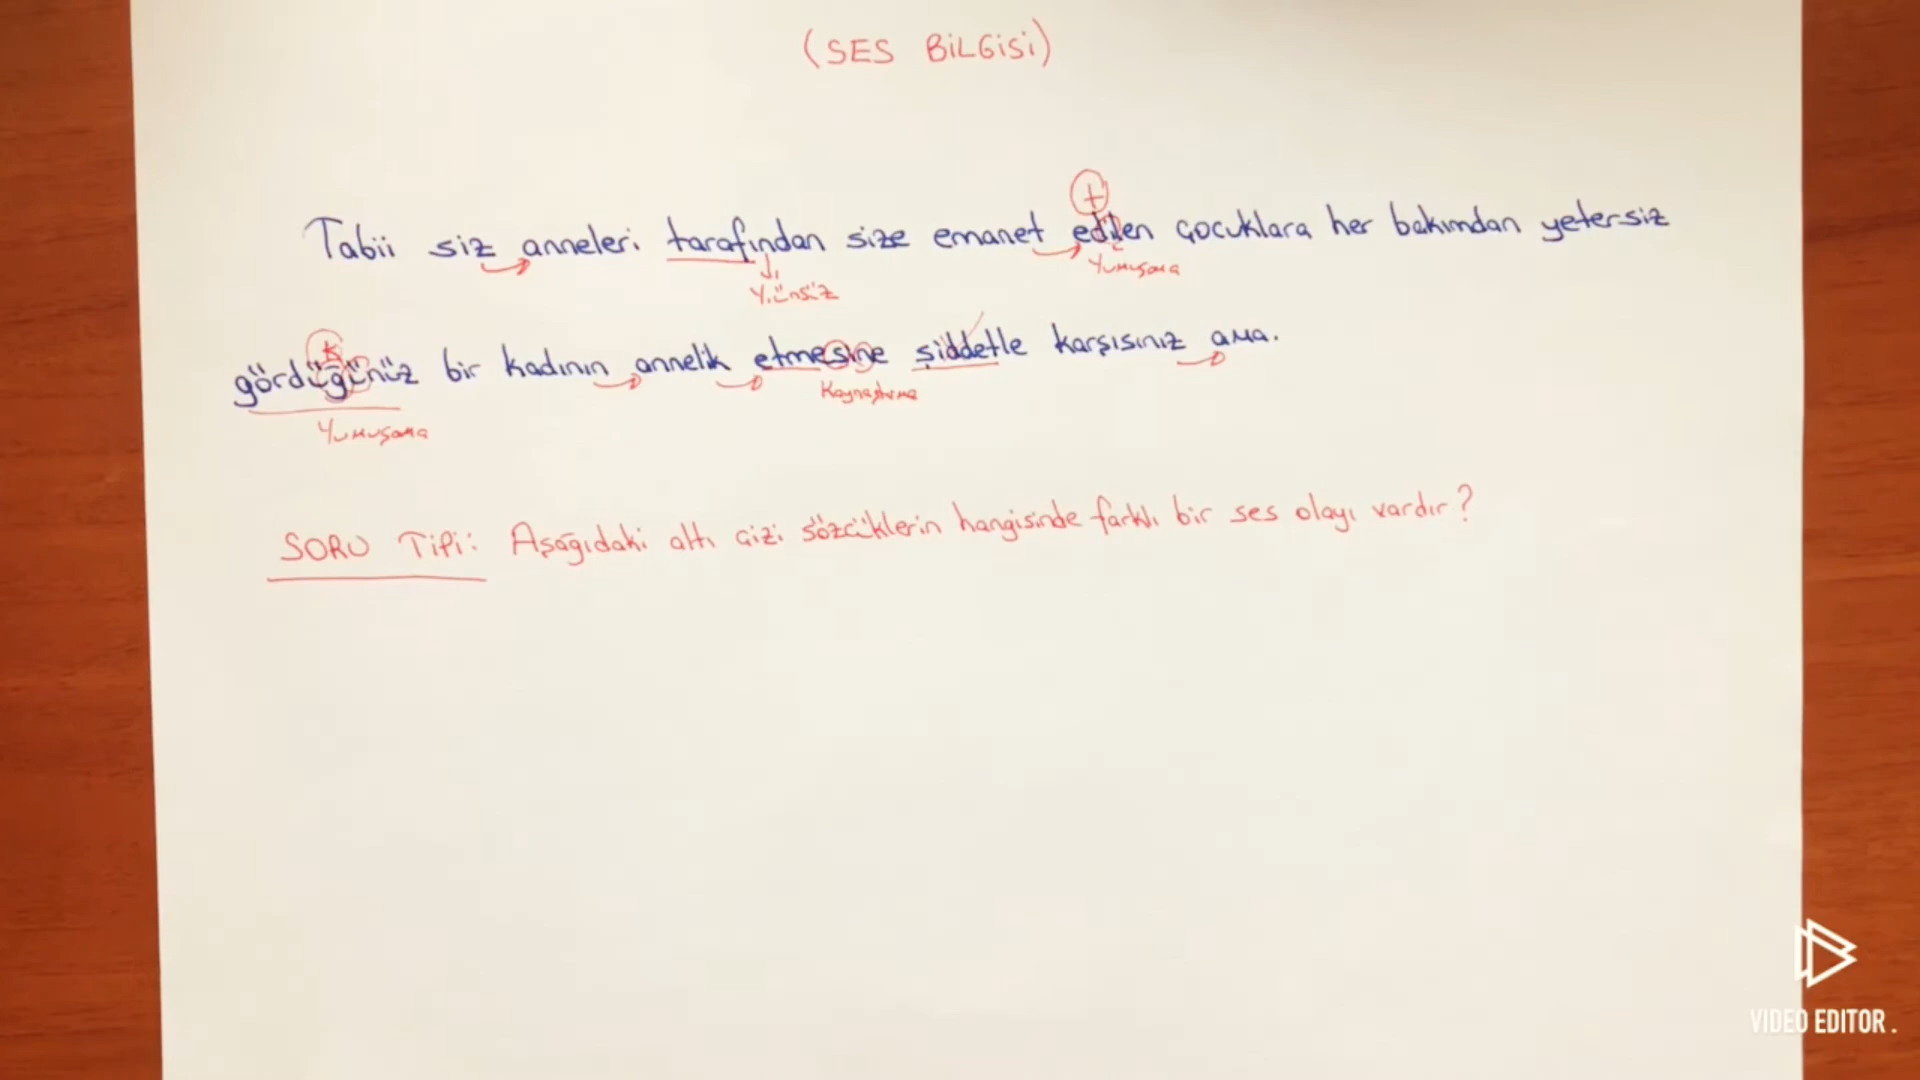 (SES BİLGİSİ)
Tabii siz anneleri tarafından size emanet edilen çocuklara her bakımdan yetersiz
t
Y. ünsüz
Yumuşama
gördüğünüz bir kadının annelik etmesine şiddetle karşısınız ama.
k
Yumuşama
Kaynaştırma
SORU TİPİ: Aşağıdaki altı çizi sözcüklerin hangisinde farklı bir ses olayı vardır?
VIDEO EDITOR.